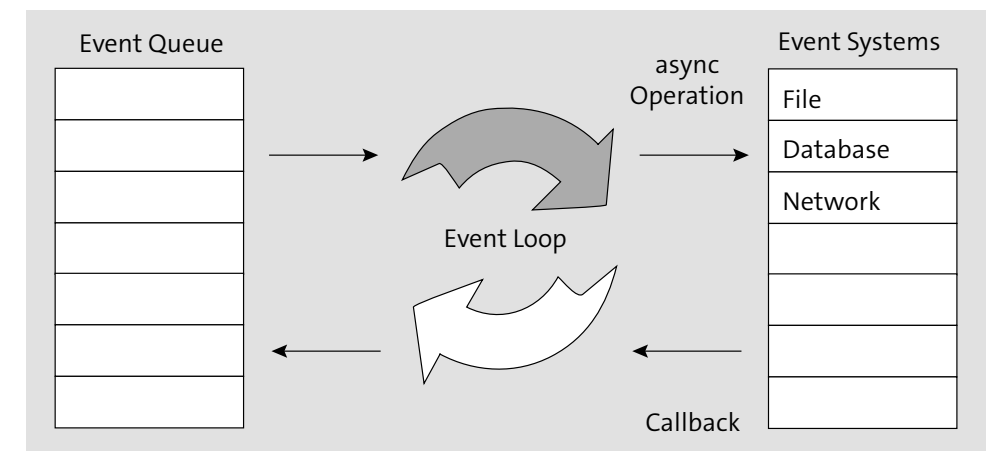 Event Queue
Event Systems
async
Operation
File
Database
Network
Event Loop
Callback